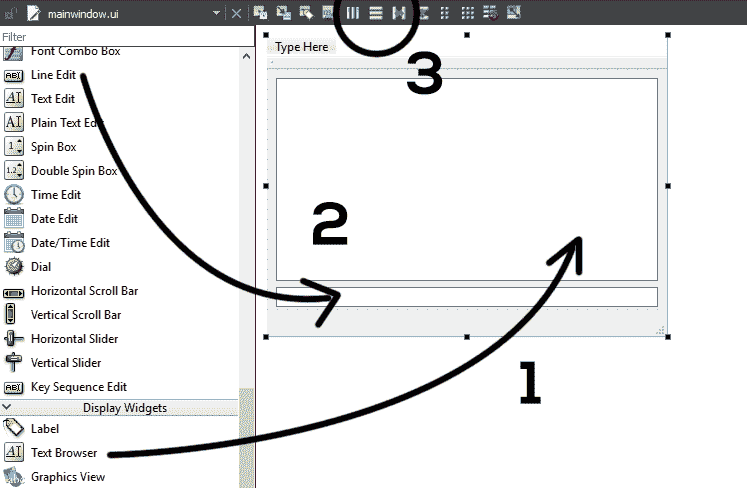 mainwindow.ui
Filter
Font Combo Box
Line Edit
Text Edit
Plain Text Edit
Spin Box
Double Spin Box
Time Edit
Date Edit
Date/Time Edit
Dial
Horizontal Scroll Bar
Vertical Scroll Bar
Horizontal Slider
Vertical Slider
Key Sequence Edit
Display Widgets
Label
Text Browser
Graphics View
Type Here
3
2
1